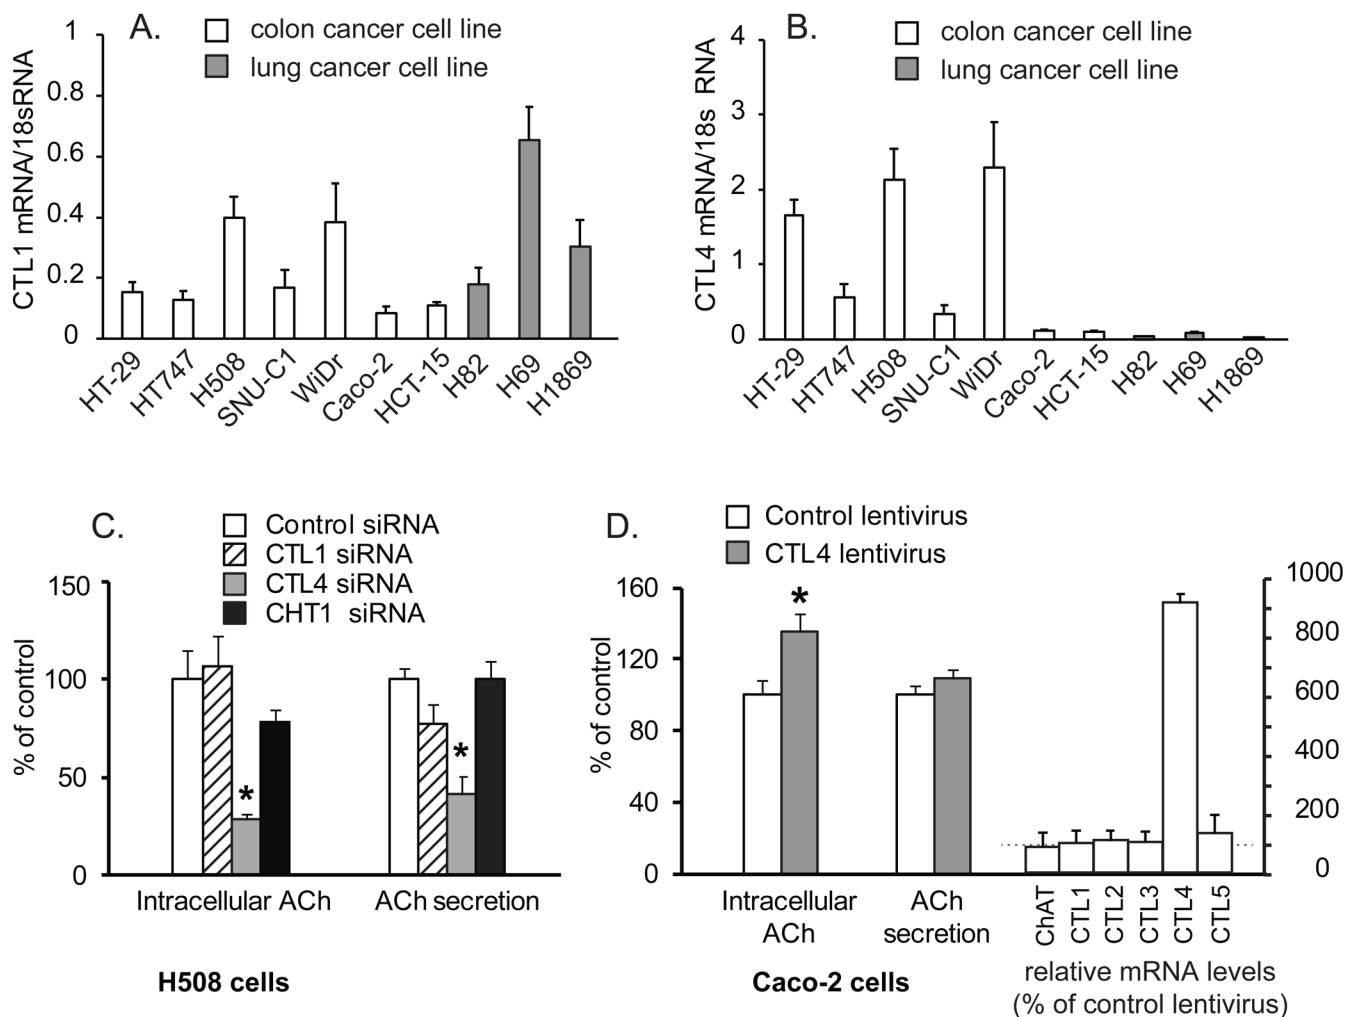 A.
colon cancer cell line
lung cancer cell line
CTL1 mRNA/18sRNA
1
0.8
0.6
0.4
0.2
0
HT-29
HT747
H508
SNU-C1
WiDr
Caco-2
HCT-15
H82
H69
H1869
B.
colon cancer cell line
lung cancer cell line
CTL4 mRNA/18s RNA
4
3
2
1
0
HT-29
HT747
H508
SNU-C1
WiDr
Caco-2
HCT-15
H82
H69
H1869
C.
Control siRNA
CTL1 siRNA
CTL4 siRNA
CHT1 siRNA
% of control
150
100
50
0
*
*
Intracellular ACh
ACh secretion
H508 cells
D.
Control lentivirus
CTL4 lentivirus
% of control
160
120
80
40
0
*
Intracellular
ACh
ACh
secretion
Caco-2 cells
1000
800
600
400
200
0
ChAT
CTL1
CTL2
CTL3
CTL4
CTL5
relative mRNA levels
(% of control lentivirus)